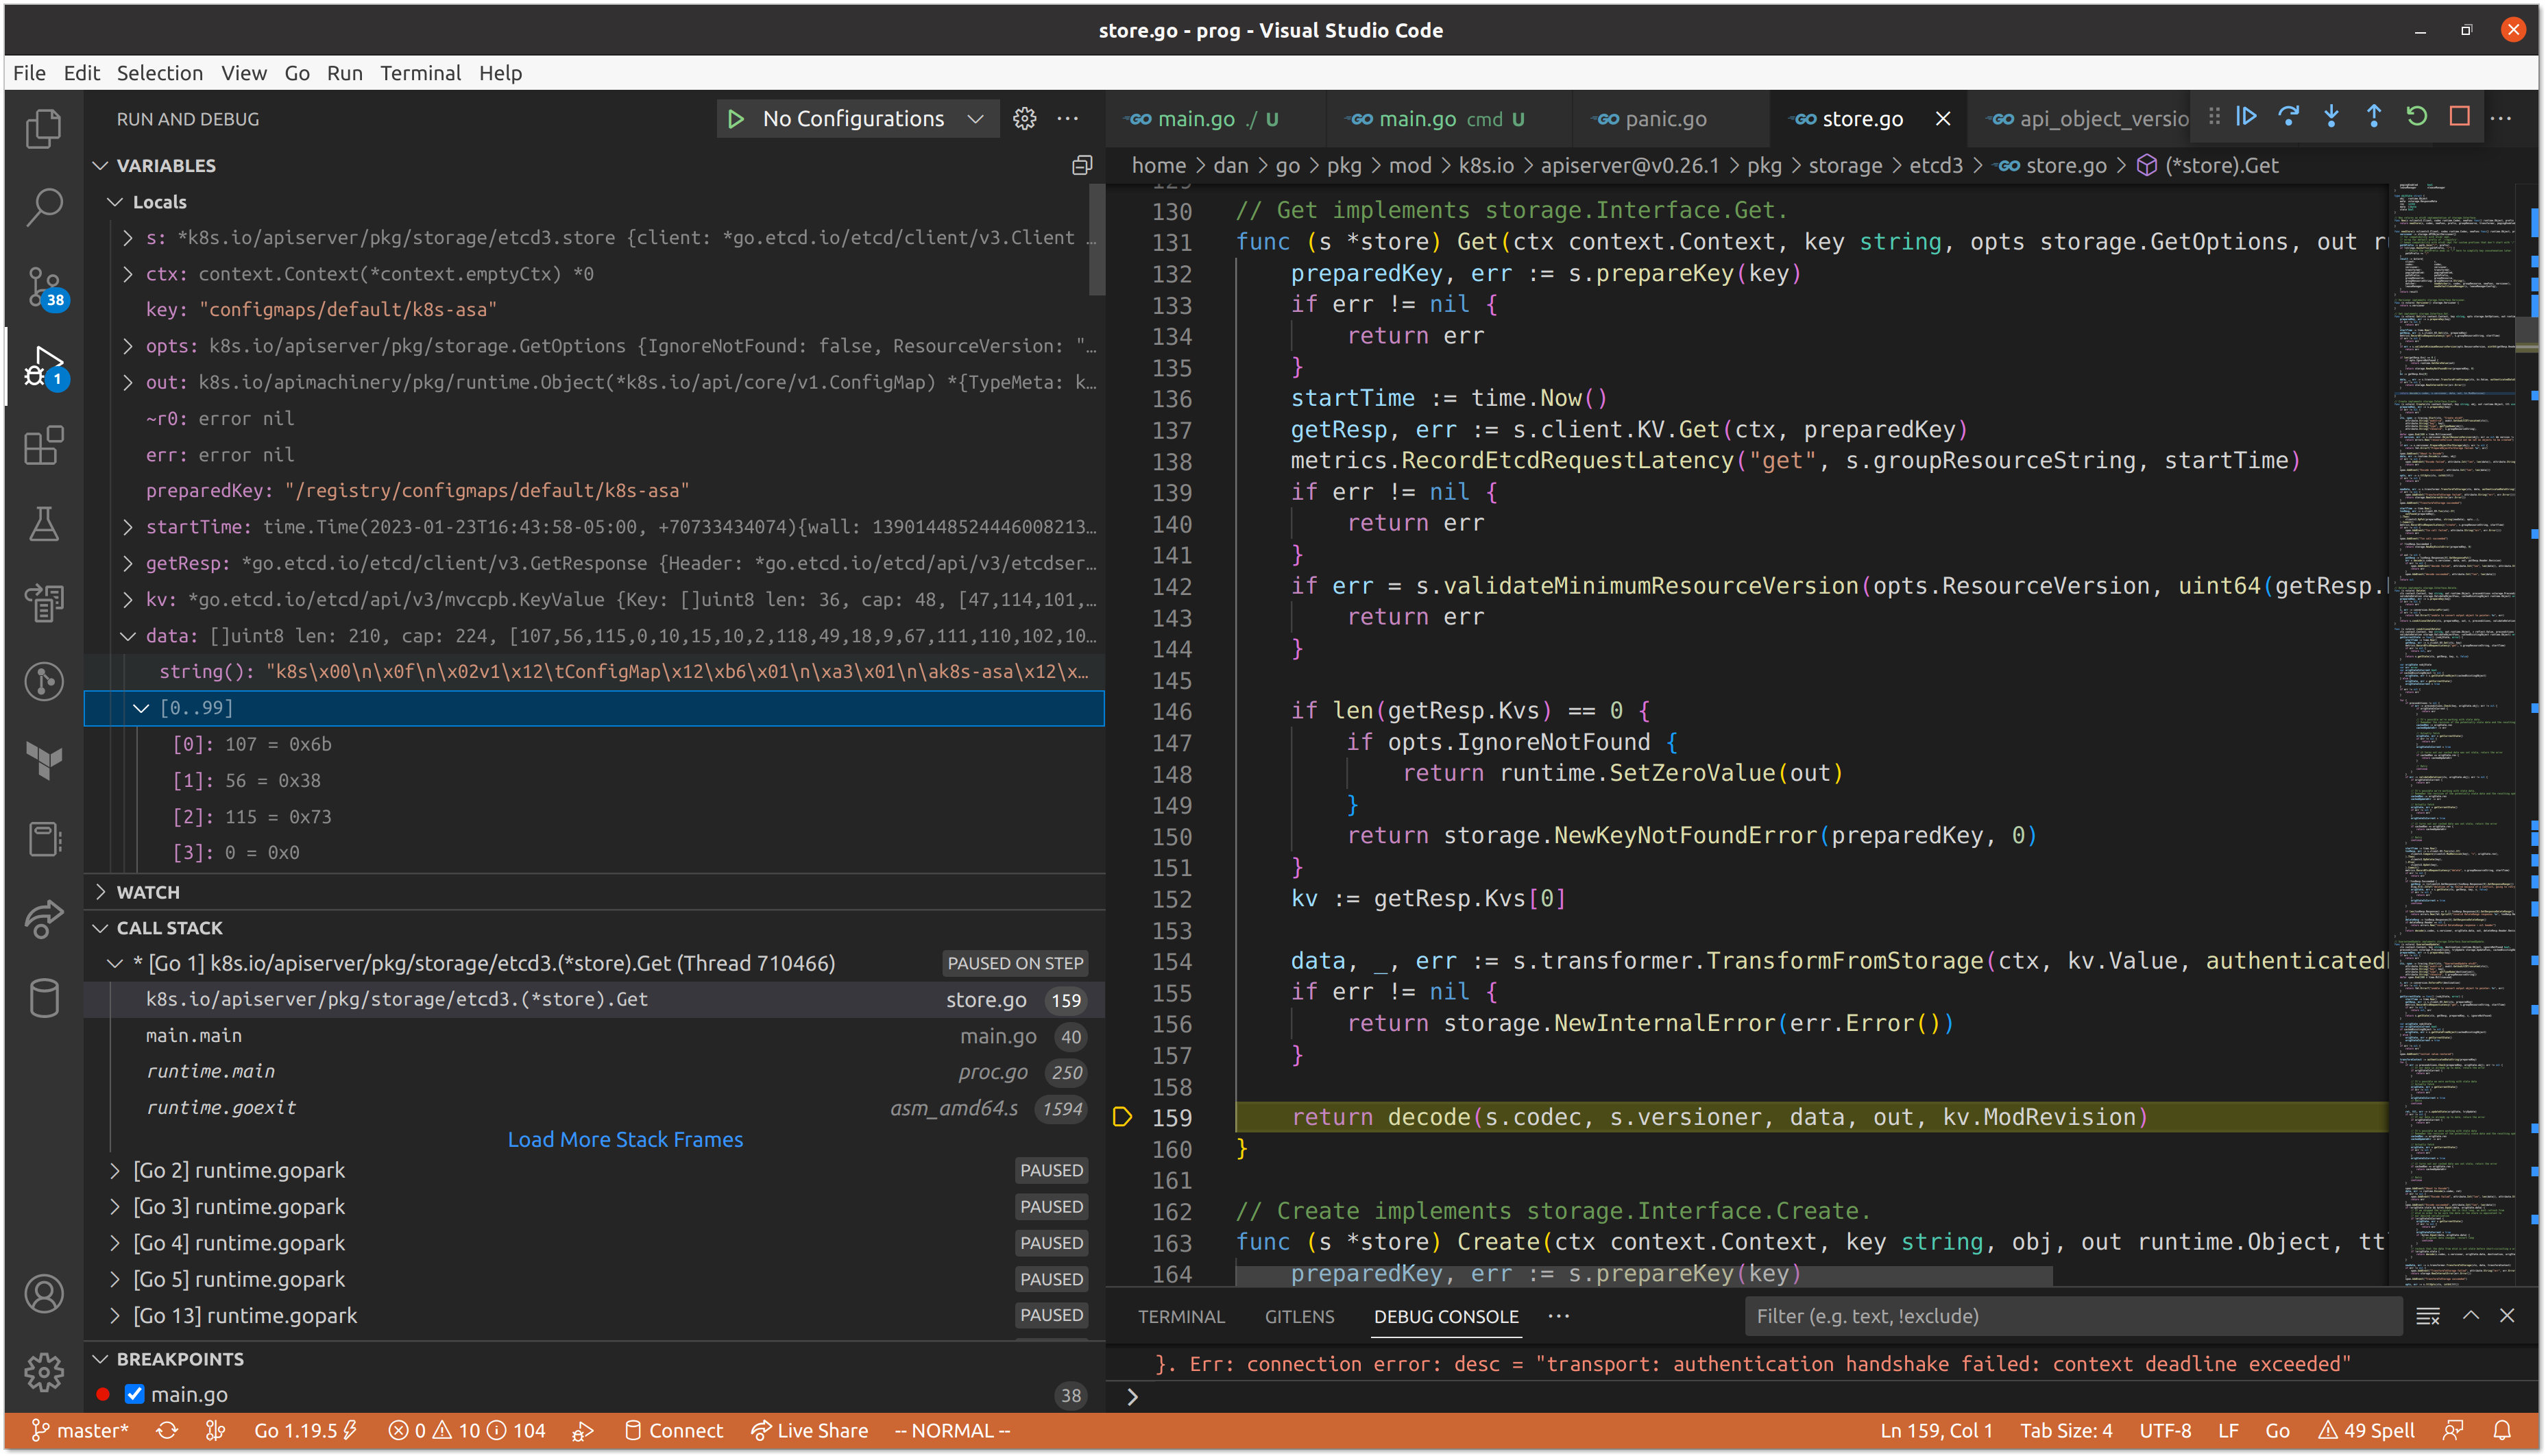 store.go - prog - Visual Studio Code
File Edit Selection View Go Run Terminal Help
RUN AND DEBUG
No Configurations
VARIABLES
Locals
s: *k8s.io/apiserver/pkg/storage/etcd3.store {client: *go.etcd.io/etcd/client/v3.Client …
ctx: context.Context(*context.emptyCtx) *0
key: "configmaps/default/k8s-asa"
opts: k8s.io/apiserver/pkg/storage.GetOptions {IgnoreNotFound: false, ResourceVersion: "…
out: k8s.io/apimachinery/pkg/runtime.Object(*k8s.io/api/core/v1.ConfigMap) *{TypeMeta: k…
~r0: error nil
err: error nil
preparedKey: "/registry/configmaps/default/k8s-asa"
startTime: time.Time(2023-01-23T16:43:58-05:00, +70733434074){wall: 13901448524446008213…
getResp: *go.etcd.io/etcd/client/v3.GetResponse {Header: *go.etcd.io/etcd/api/v3/etcdser…
kv: *go.etcd.io/etcd/api/v3/mvccpb.KeyValue {Key: []uint8 len: 36, cap: 48, [47,114,101,…
data: []uint8 len: 210, cap: 224, [107,56,115,0,10,15,10,2,118,49,18,9,67,111,110,102,10…
string(): "k8s\x00\n\x0f\n\x02v1\x12\tConfigMap\x12\xb6\x01\n\xa3\x01\n\ak8s-asa\x12\x…
[0..99]
[0]: 107 = 0x6b
[1]: 56 = 0x38
[2]: 115 = 0x73
[3]: 0 = 0x0
WATCH
CALL STACK
* [Go 1] k8s.io/apiserver/pkg/storage/etcd3.(*store).Get (Thread 710466) PAUSED ON STEP
k8s.io/apiserver/pkg/storage/etcd3.(*store).Get store.go 159
main.main main.go 40
runtime.main proc.go 250
runtime.goexit asm_amd64.s 1594
Load More Stack Frames
[Go 2] runtime.gopark PAUSED
[Go 3] runtime.gopark PAUSED
[Go 4] runtime.gopark PAUSED
[Go 5] runtime.gopark PAUSED
[Go 13] runtime.gopark PAUSED
BREAKPOINTS
main.go 38
38
1
GO main.go ./ U GO main.go cmd U GO panic.go GO store.go GO api_object_versio
home > dan > go > pkg > mod > k8s.io > apiserver@v0.26.1 > pkg > storage > etcd3 > GO store.go > (*store).Get
129
130 // Get implements storage.Interface.Get.
131 func (s *store) Get(ctx context.Context, key string, opts storage.GetOptions, out ru
132 preparedKey, err := s.prepareKey(key)
133 if err != nil {
134 return err
135 }
136 startTime := time.Now()
137 getResp, err := s.client.KV.Get(ctx, preparedKey)
138 metrics.RecordEtcdRequestLatency("get", s.groupResourceString, startTime)
139 if err != nil {
140 return err
141 }
142 if err = s.validateMinimumResourceVersion(opts.ResourceVersion, uint64(getResp.
143 return err
144 }
145
146 if len(getResp.Kvs) == 0 {
147 if opts.IgnoreNotFound {
148 return runtime.SetZeroValue(out)
149 }
150 return storage.NewKeyNotFoundError(preparedKey, 0)
151 }
152 kv := getResp.Kvs[0]
153
154 data, _, err := s.transformer.TransformFromStorage(ctx, kv.Value, authenticated
155 if err != nil {
156 return storage.NewInternalError(err.Error())
157 }
158
159 return decode(s.codec, s.versioner, data, out, kv.ModRevision)
160 }
161
162 // Create implements storage.Interface.Create.
163 func (s *store) Create(ctx context.Context, key string, obj, out runtime.Object, tt
164 preparedKey, err := s.prepareKey(key)
TERMINAL GITLENS DEBUG CONSOLE … Filter (e.g. text, !exclude)
}. Err: connection error: desc = "transport: authentication handshake failed: context deadline exceeded"
master* Go 1.19.5 0 10 104 Connect Live Share -- NORMAL -- Ln 159, Col 1 Tab Size: 4 UTF-8 LF Go 49 Spell